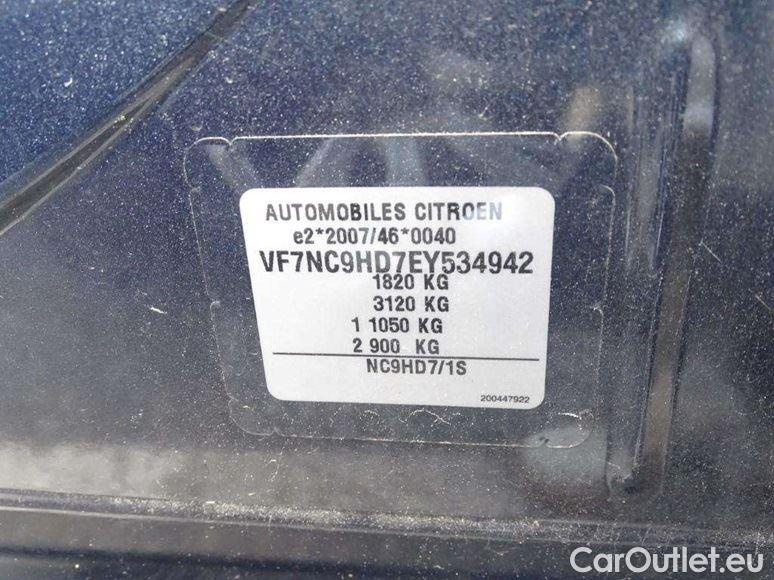 AUTOMOBILES CITROEN
e2*2007/46*0040
VF7NC9HD7EY534942
1820 KG
3120 KG
1 1050 KG
2 900 KG
NC9HD7/1S
200447922
CarOutlet.eu